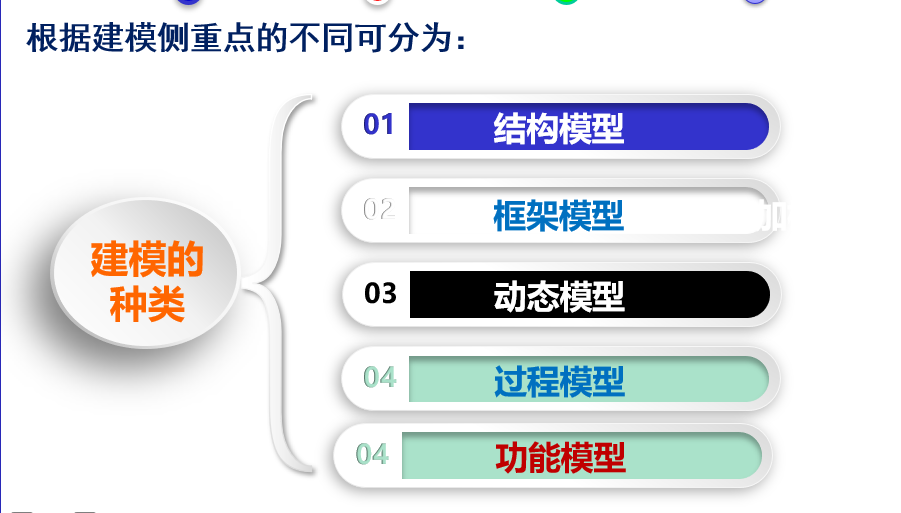 根据建模侧重点的不同可分为：
建模的
种类
01 结构模型
02 框架模型
03 动态模型
04 过程模型
04 功能模型